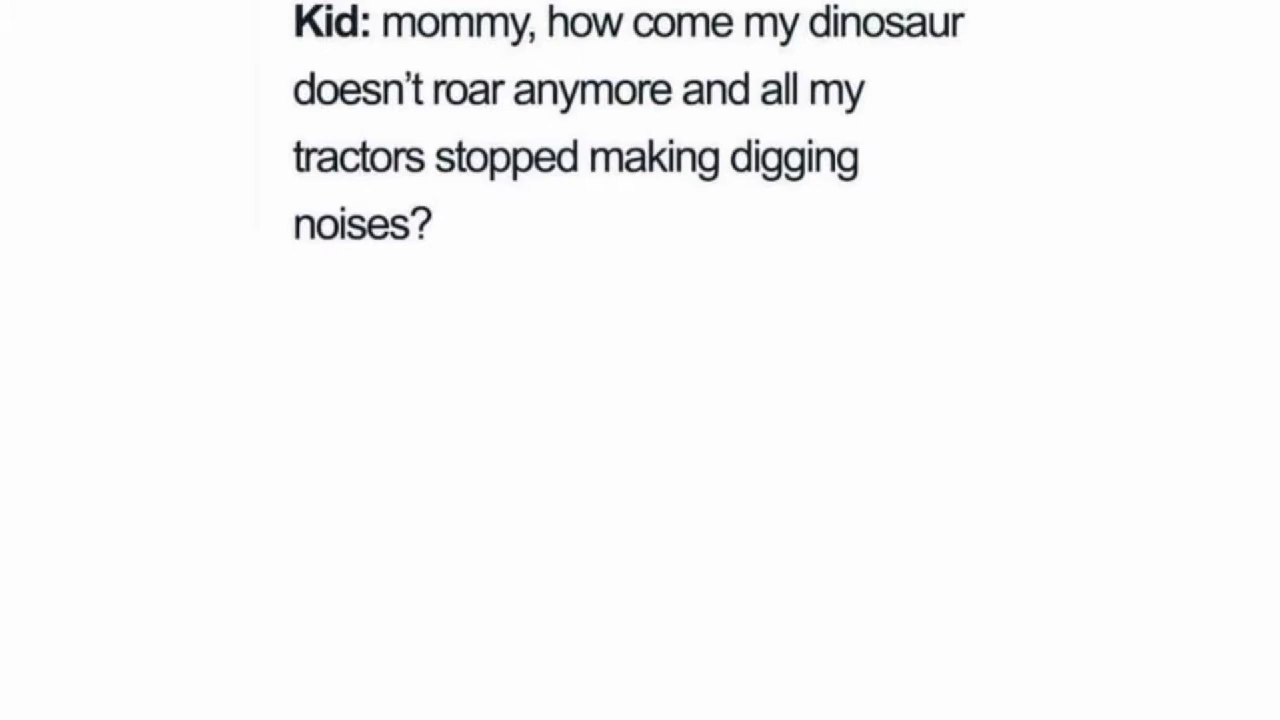 Kid: mommy, how come my dinosaur
doesn’t roar anymore and all my
tractors stopped making digging
noises?